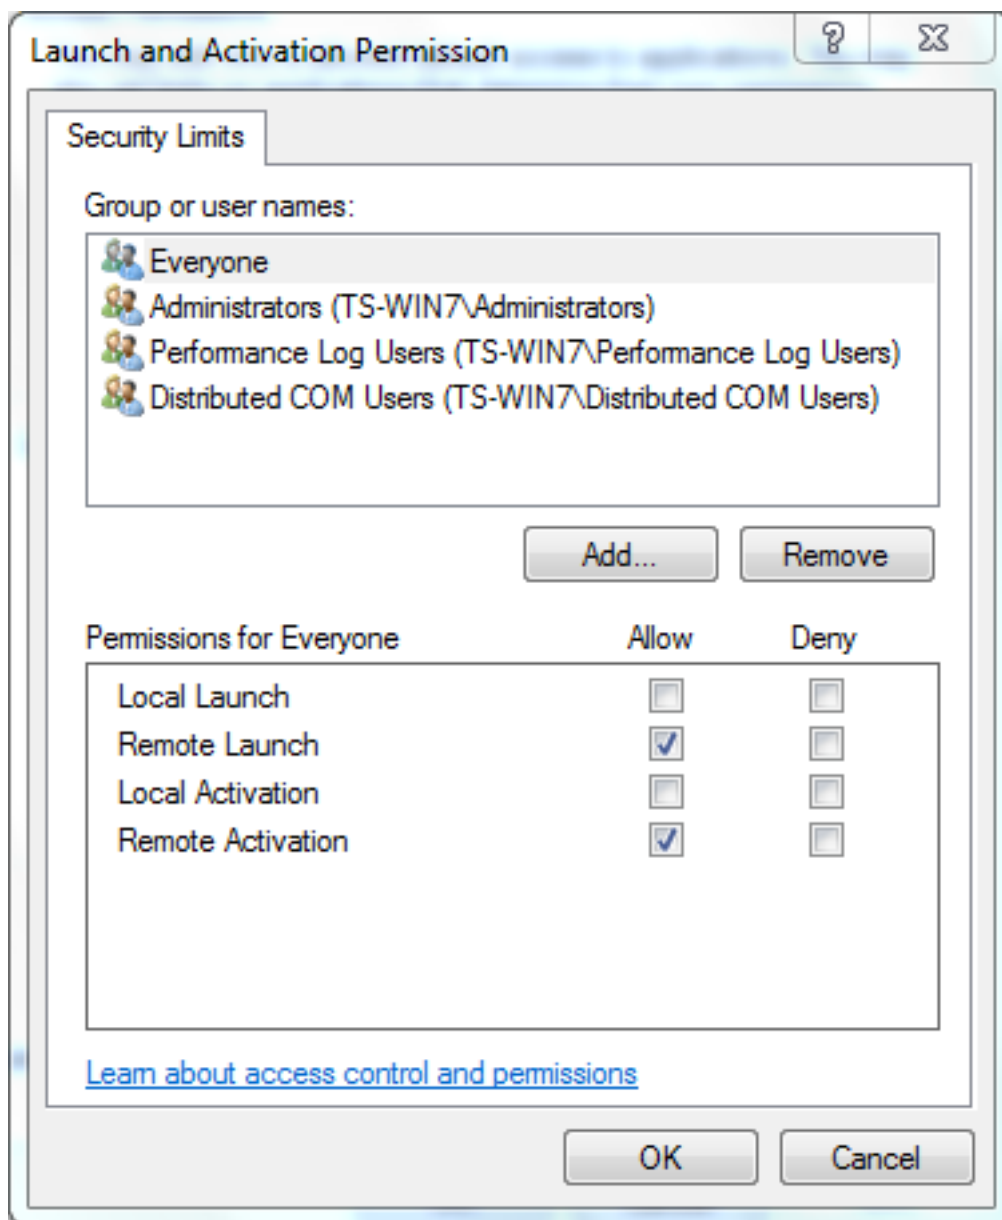 Launch and Activation Permission
Security Limits
Group or user names:
Everyone
Administrators (TS-WIN7\Administrators)
Performance Log Users (TS-WIN7\Performance Log Users)
Distributed COM Users (TS-WIN7\Distributed COM Users)
Add... Remove
Permissions for Everyone Allow Deny
Local Launch
Remote Launch
Local Activation
Remote Activation
Learn about access control and permissions
OK Cancel